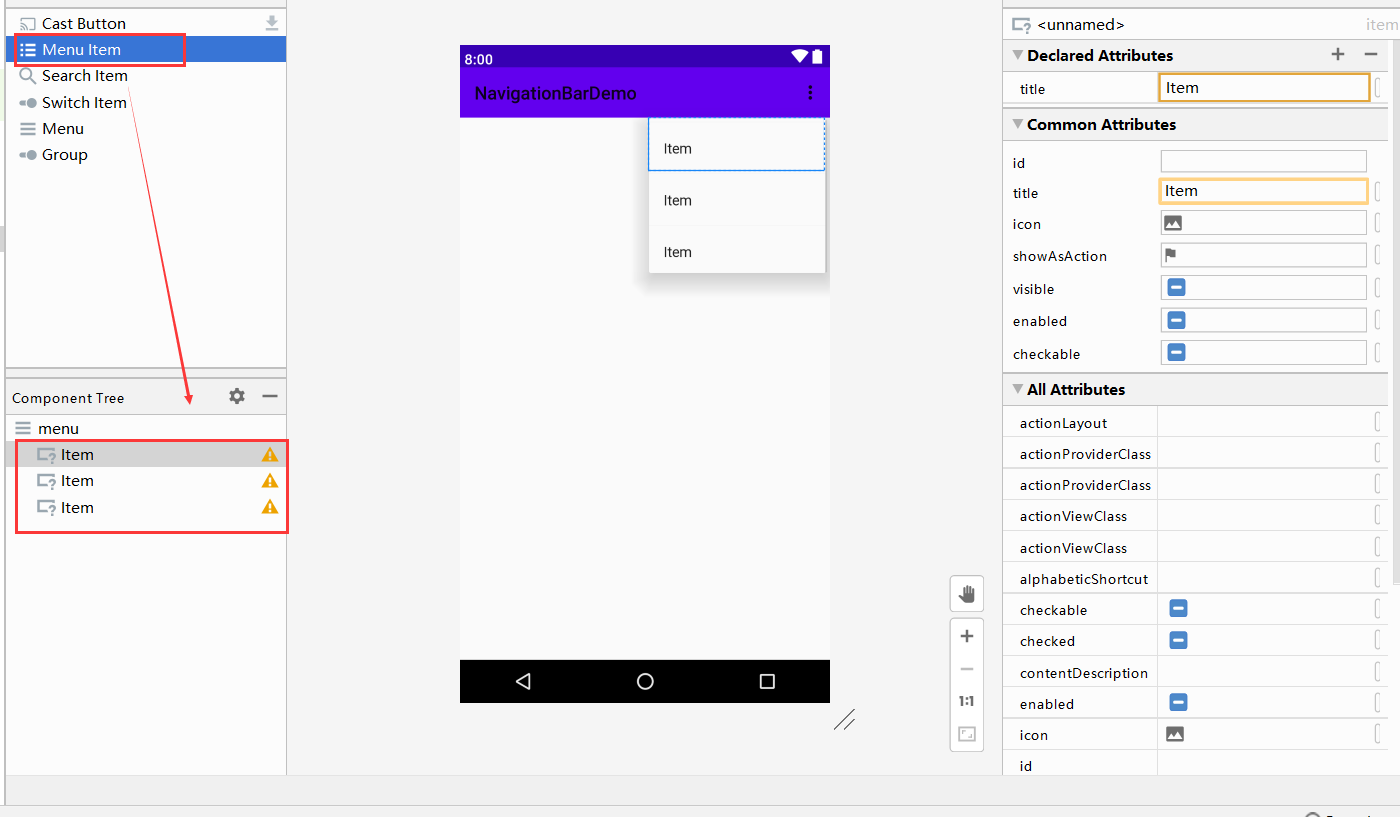 Cast Button
Menu Item
Search Item
Switch Item
Menu
Group
Component Tree
menu
Item
Item
Item
8:00
NavigationBarDemo
Item
Item
Item
1:1
<unnamed>
item
Declared Attributes
title
Item
Common Attributes
id
title
Item
icon
showAsAction
visible
enabled
checkable
All Attributes
actionLayout
actionProviderClass
actionProviderClass
actionViewClass
actionViewClass
alphabeticShortcut
checkable
checked
contentDescription
enabled
icon
id